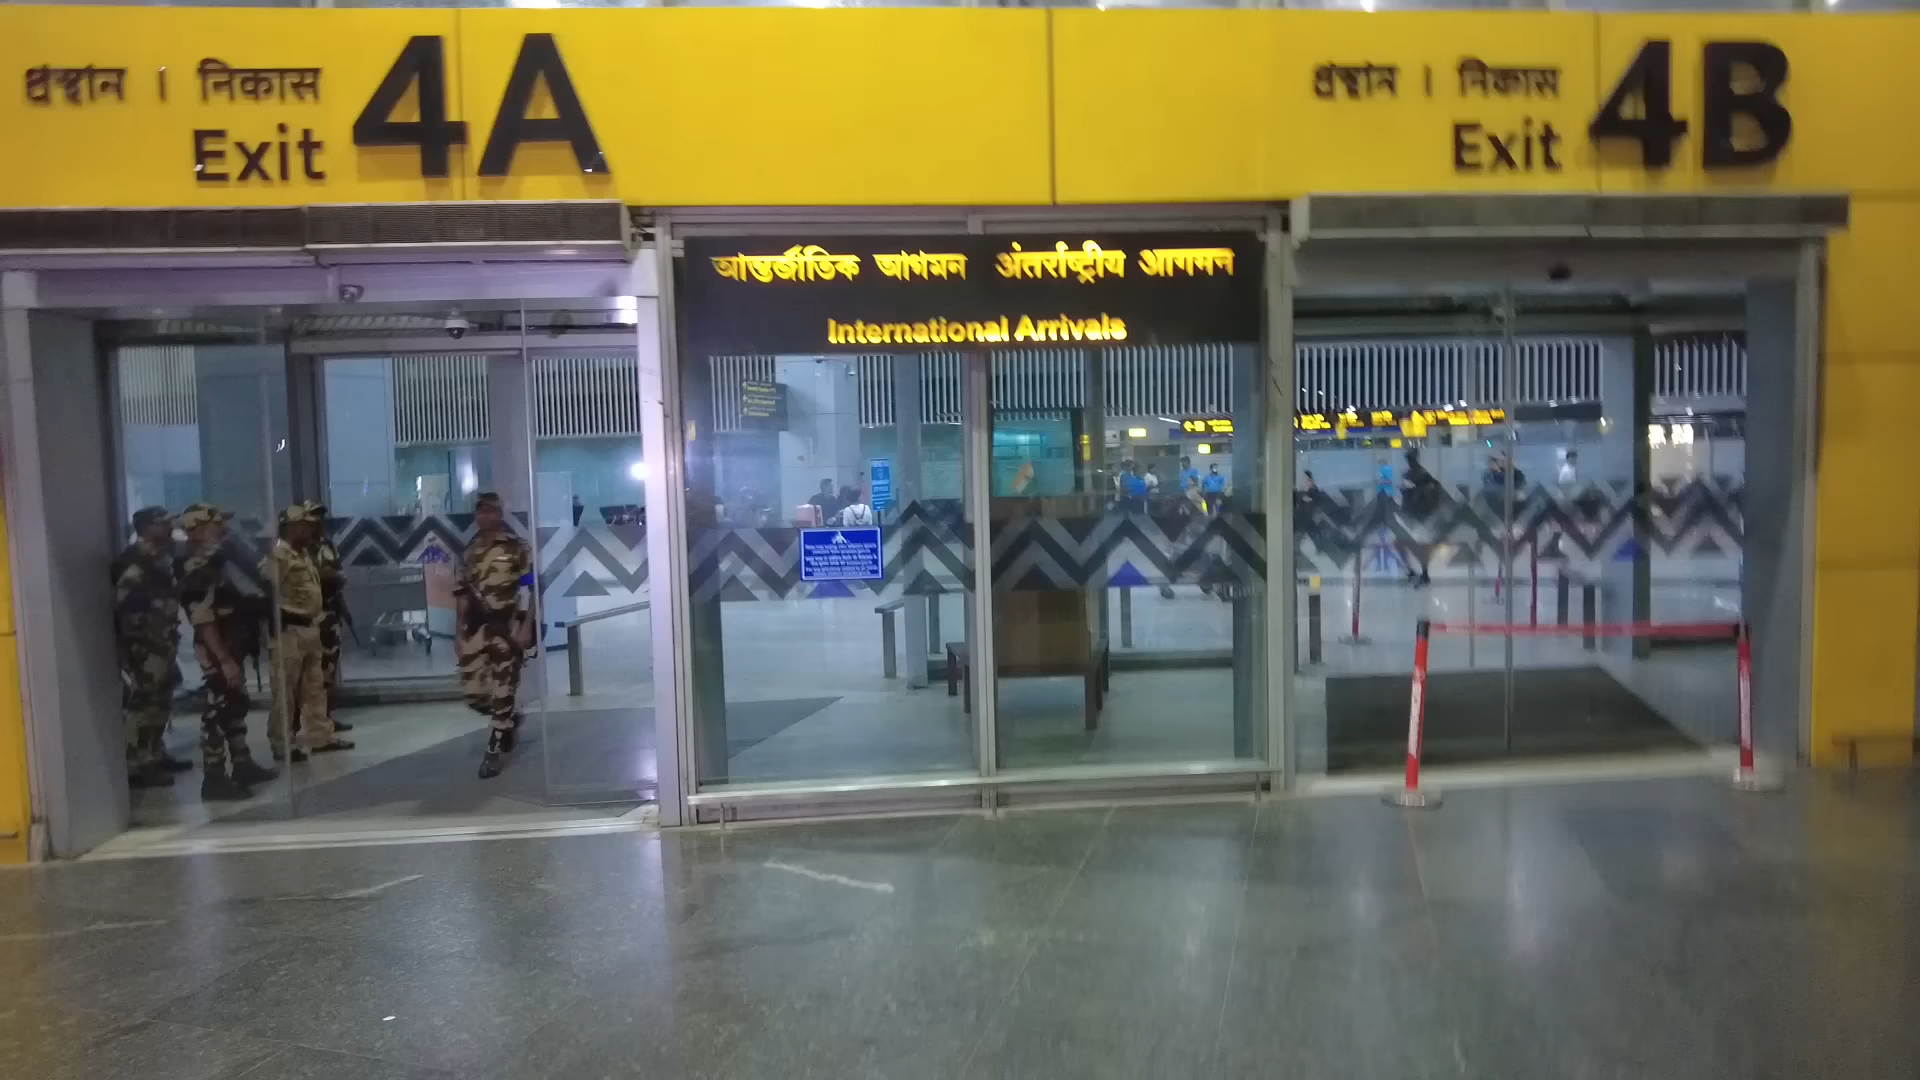 প্রস্থান । निकास
Exit
4A
প্রস্থান । निकास
Exit
4B
আন্তর্জাতিক আগমন अंतर्राष्ट्रीय आगमन
International Arrivals